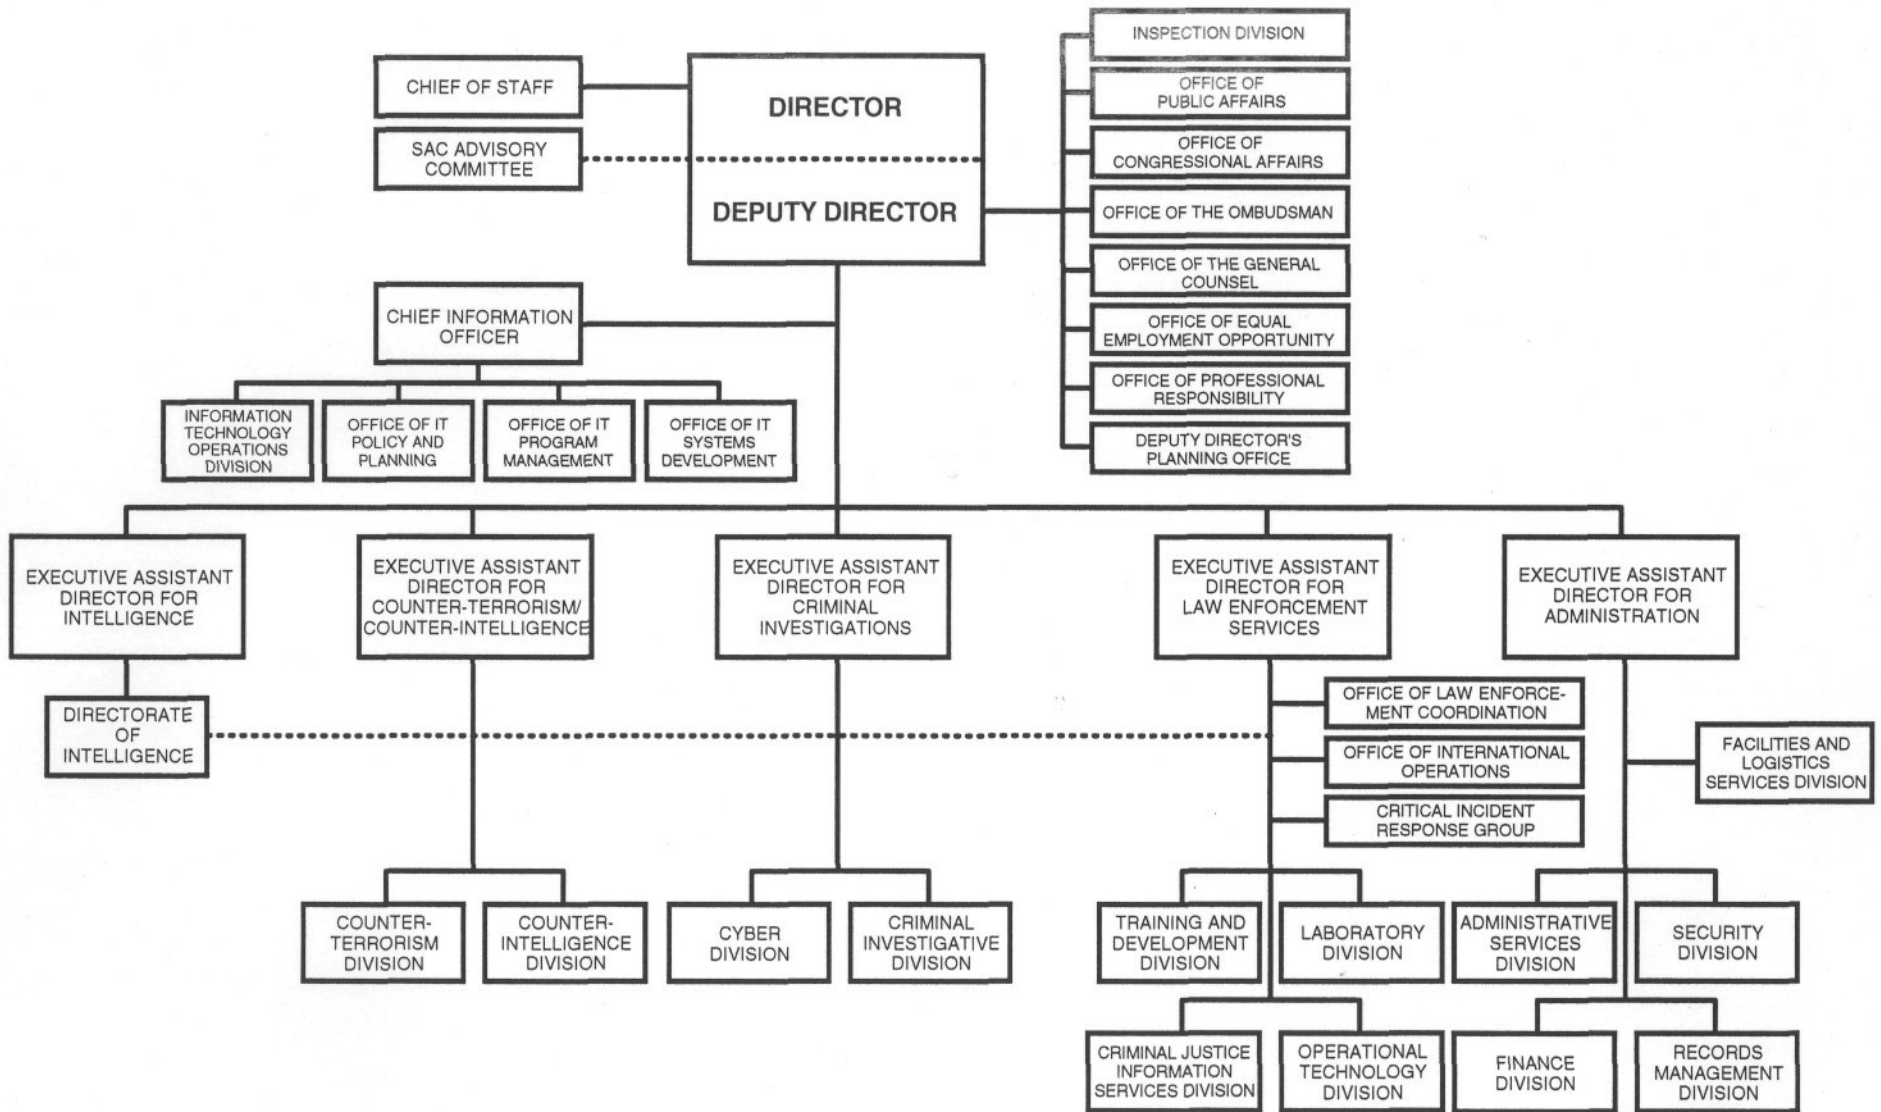 INSPECTION DIVISION
CHIEF OF STAFF
DIRECTOR
OFFICE OF
PUBLIC AFFAIRS
SAC ADVISORY
COMMITTEE
OFFICE OF
CONGRESSIONAL AFFAIRS
DEPUTY DIRECTOR
OFFICE OF THE OMBUDSMAN
OFFICE OF THE GENERAL
COUNSEL
CHIEF INFORMATION
OFFICER
OFFICE OF EQUAL
EMPLOYMENT OPPORTUNITY
OFFICE OF PROFESSIONAL
RESPONSIBILITY
DEPUTY DIRECTOR'S
PLANNING OFFICE
INFORMATION
TECHNOLOGY
OPERATIONS
DIVISION
OFFICE OF IT
POLICY AND
PLANNING
OFFICE OF IT
PROGRAM
MANAGEMENT
OFFICE OF IT
SYSTEMS
DEVELOPMENT
EXECUTIVE ASSISTANT
DIRECTOR FOR
INTELLIGENCE
EXECUTIVE ASSISTANT
DIRECTOR FOR
COUNTER-TERRORISM/
COUNTER-INTELLIGENCE
EXECUTIVE ASSISTANT
DIRECTOR FOR
CRIMINAL
INVESTIGATIONS
EXECUTIVE ASSISTANT
DIRECTOR FOR
LAW ENFORCEMENT
SERVICES
EXECUTIVE ASSISTANT
DIRECTOR FOR
ADMINISTRATION
DIRECTORATE
OF
INTELLIGENCE
OFFICE OF LAW ENFORCE-
MENT COORDINATION
OFFICE OF INTERNATIONAL
OPERATIONS
CRITICAL INCIDENT
RESPONSE GROUP
FACILITIES AND
LOGISTICS
SERVICES DIVISION
COUNTER-
TERRORISM
DIVISION
COUNTER-
INTELLIGENCE
DIVISION
CYBER
DIVISION
CRIMINAL
INVESTIGATIVE
DIVISION
TRAINING AND
DEVELOPMENT
DIVISION
LABORATORY
DIVISION
ADMINISTRATIVE
SERVICES
DIVISION
SECURITY
DIVISION
CRIMINAL JUSTICE
INFORMATION
SERVICES DIVISION
OPERATIONAL
TECHNOLOGY
DIVISION
FINANCE
DIVISION
RECORDS
MANAGEMENT
DIVISION